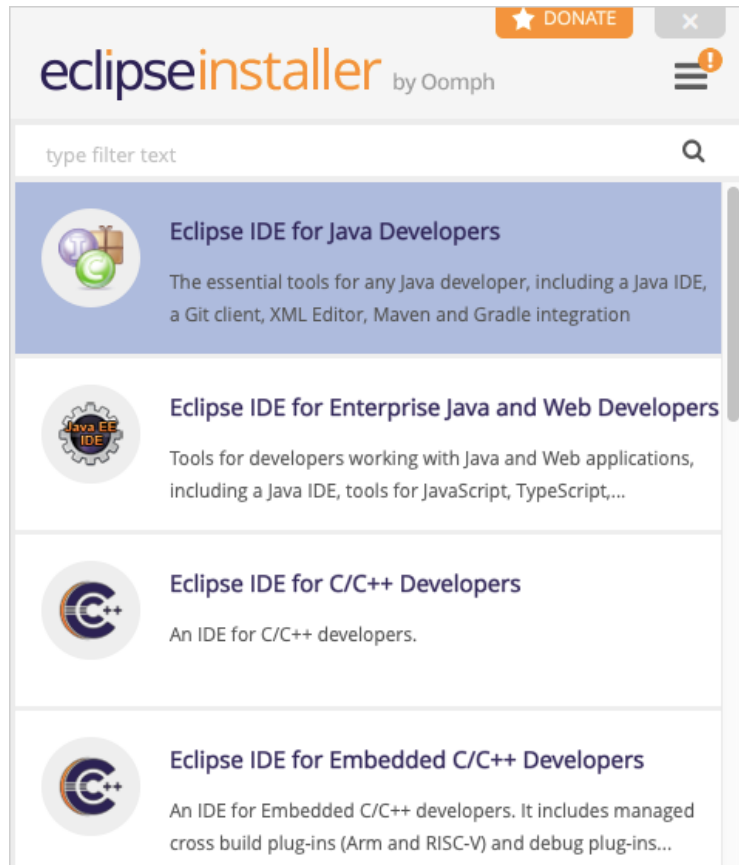 DONATE
eclipseinstaller by Oomph
type filter text
Eclipse IDE for Java Developers
The essential tools for any Java developer, including a Java IDE,
a Git client, XML Editor, Maven and Gradle integration
Java EE
IDE
Eclipse IDE for Enterprise Java and Web Developers
Tools for developers working with Java and Web applications,
including a Java IDE, tools for JavaScript, TypeScript,...
C++
Eclipse IDE for C/C++ Developers
An IDE for C/C++ developers.
C++
Eclipse IDE for Embedded C/C++ Developers
An IDE for Embedded C/C++ developers. It includes managed
cross build plug-ins (Arm and RISC-V) and debug plug-ins...